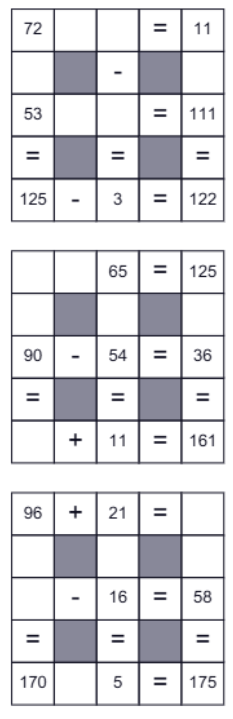 72 = 11
-
53 = 111
= = =
125 - 3 = 122
65 = 125
90 - 54 = 36
= = =
+ 11 = 161
96 + 21 =
- 16 = 58
= = =
170 5 = 175